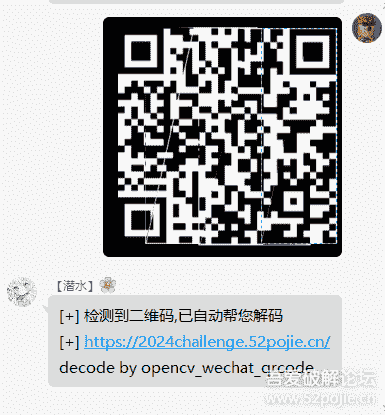 【潜水】
[+] 检测到二维码,已自动帮您解码
[+] https://2024challenge.52pojie.cn/
decode by opencv_wechat_qrcode
吾爱破解论坛
www.52pojie.cn